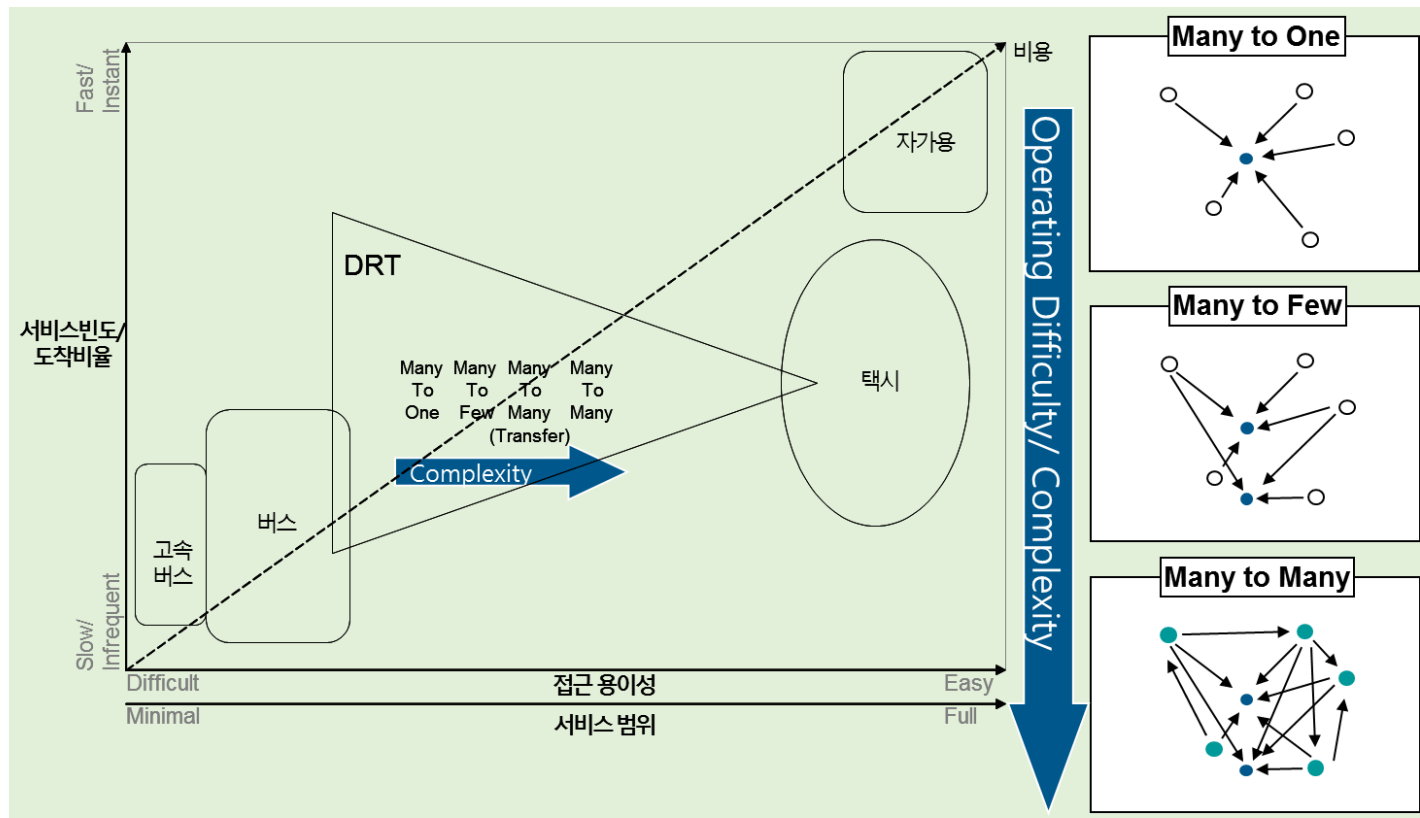 Fast/
Instant
비용
자가용
DRT
서비스빈도/
도착비율
Many
To
One
Many
To
Few
Many
To
Many
(Transfer)
Many
To
Many
Complexity
택시
버스
고속
버스
Slow/
Infrequent
Difficult
접근 용이성
Easy
Minimal
서비스 범위
Full
Operating Difficulty/ Complexity
Many to One
Many to Few
Many to Many